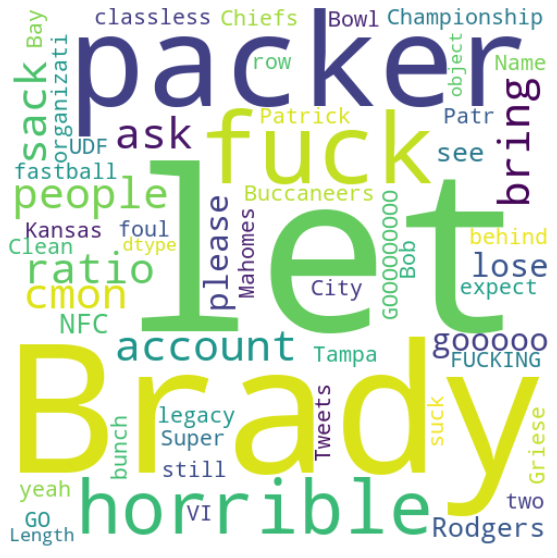 classless
Chiefs
Bowl
Championship
Bay
packer
row
object
Name
sack
organizati
UDF
ask
fuck
Patrick
Patr
see
bring
fastball
people
Buccaneers
Kansas
foul
please
Mahomes
let
GOOOOOOOOO
Bob
behind
Clean
dtype
ratio
City
lose
expect
cmon
NFC
account
Tampa
gooooo
FUCKING
Brady
bunch
legacy
Super
still
Tweets
suck
Griese
yeah
horrible
VI
two
GO
Length
Rodgers